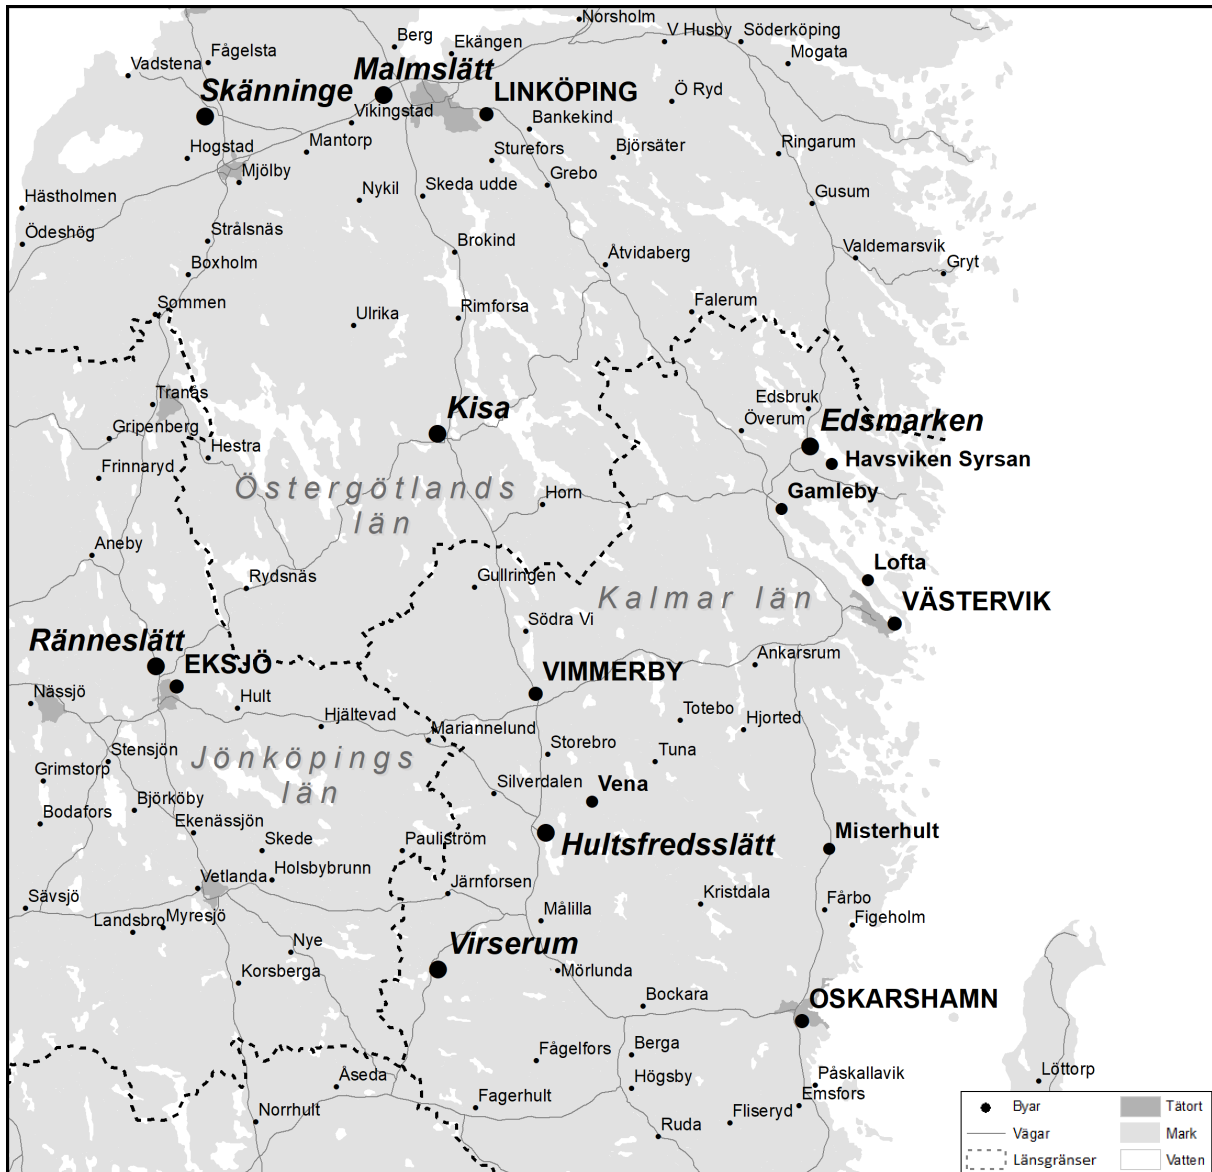 Norsholm
V Husby
Söderköping
Berg
Ekängen
Mogata
Fågelsta
Vadstena
Malmslätt
Skänninge
LINKÖPING
Ö Ryd
Vikingstad
Bankekind
Mantorp
Hogstad
Sturefors
Björsäter
Ringarum
Mjölby
Grebo
Nykil
Skeda udde
Gusum
Hästholmen
Ödeshög
Strålsnäs
Brokind
Åtvidaberg
Valdemarsvik
Gryt
Boxholm
Sommen
Ulrika
Rimforsa
Falerum
Tranås
Edsbruk
Kisa
Överum
Edsmarken
Gripenberg
Hestra
Havsviken Syrsan
Frinnaryd
Östergötlands
län
Horn
Gamleby
Aneby
Rydsnäs
Gullringen
Lofta
Kalmar län
VÄSTERVIK
Södra Vi
Ränneslätt
EKSJÖ
VIMMERBY
Ankarsrum
Nässjö
Hult
Hjältevad
Mariannelund
Totebo
Hjorted
Stensjön
Jönköpings
län
Storebro
Tuna
Grimstorp
Silverdalen
Vena
Bodafors
Björköby
Ekenässjön
Skede
Pauliström
Hultsfredsslätt
Misterhult
Vetlanda
Holsbybrunn
Järnforsen
Kristdala
Sävsjö
Landsbro
Myresjö
Målilla
Fårbo
Figeholm
Nye
Virserum
Korsberga
Mörlunda
Bockara
OSKARSHAMN
Fågelfors
Berga
Åseda
Högsby
Påskallavik
Löttorp
Norrhult
Fagerhult
Fliseryd
Emsfors
Ruda
Byar
Tätort
Vägar
Mark
Länsgränser
Vatten